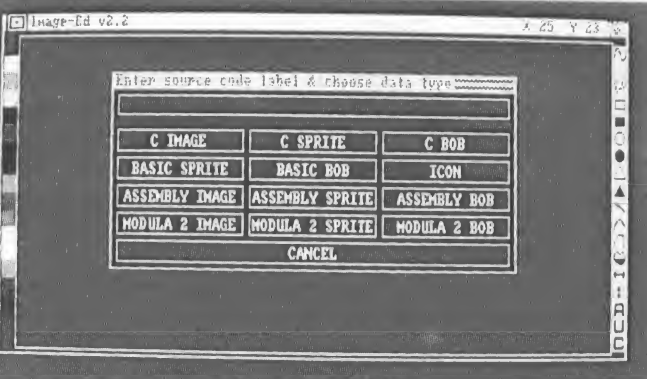 Image-Ed v2.2 X 25 Y 23
Enter source code label & choose data type
C IMAGE C SPRITE C BOB
BASIC SPRITE BASIC BOB ICON
ASSEMBLY IMAGE ASSEMBLY SPRITE ASSEMBLY BOB
MODULA 2 IMAGE MODULA 2 SPRITE MODULA 2 BOB
CANCEL
A
U
C